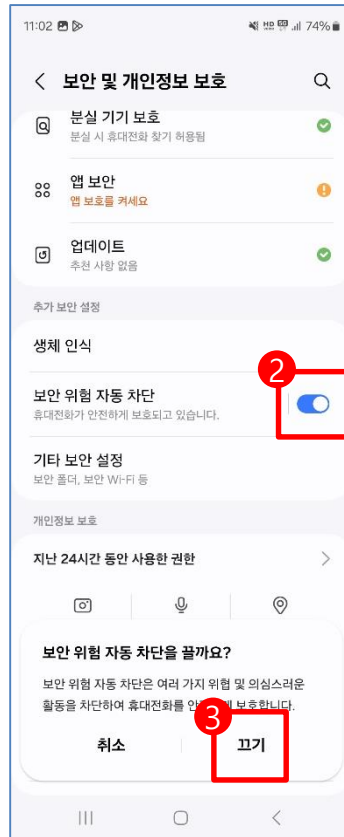 11:02 74%
보안 및 개인정보 보호
분실 기기 보호
분실 시 휴대전화 찾기 허용됨
앱 보안
앱 보호를 켜세요
업데이트
추천 사항 없음
추가 보안 설정
생체 인식
2
보안 위험 자동 차단
휴대전화가 안전하게 보호되고 있습니다.
기타 보안 설정
보안 폴더, 보안 Wi-Fi 등
개인정보 보호
지난 24시간 동안 사용한 권한
보안 위험 자동 차단을 끌까요?
보안 위험 자동 차단은 여러 가지 위협 및 의심스러운
활동을 차단하여 휴대전화를 보호합니다.
3
취소 끄기